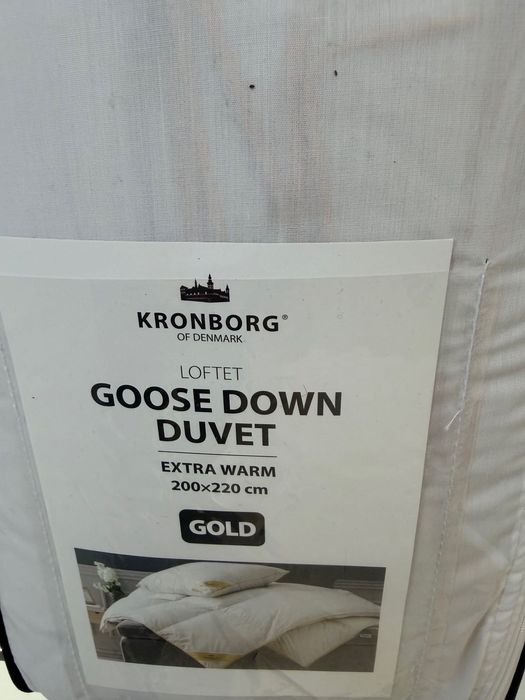 KRONBORG®
OF DENMARK
LOFTET
GOOSE DOWN
DUVET
EXTRA WARM
200×220 cm
GOLD